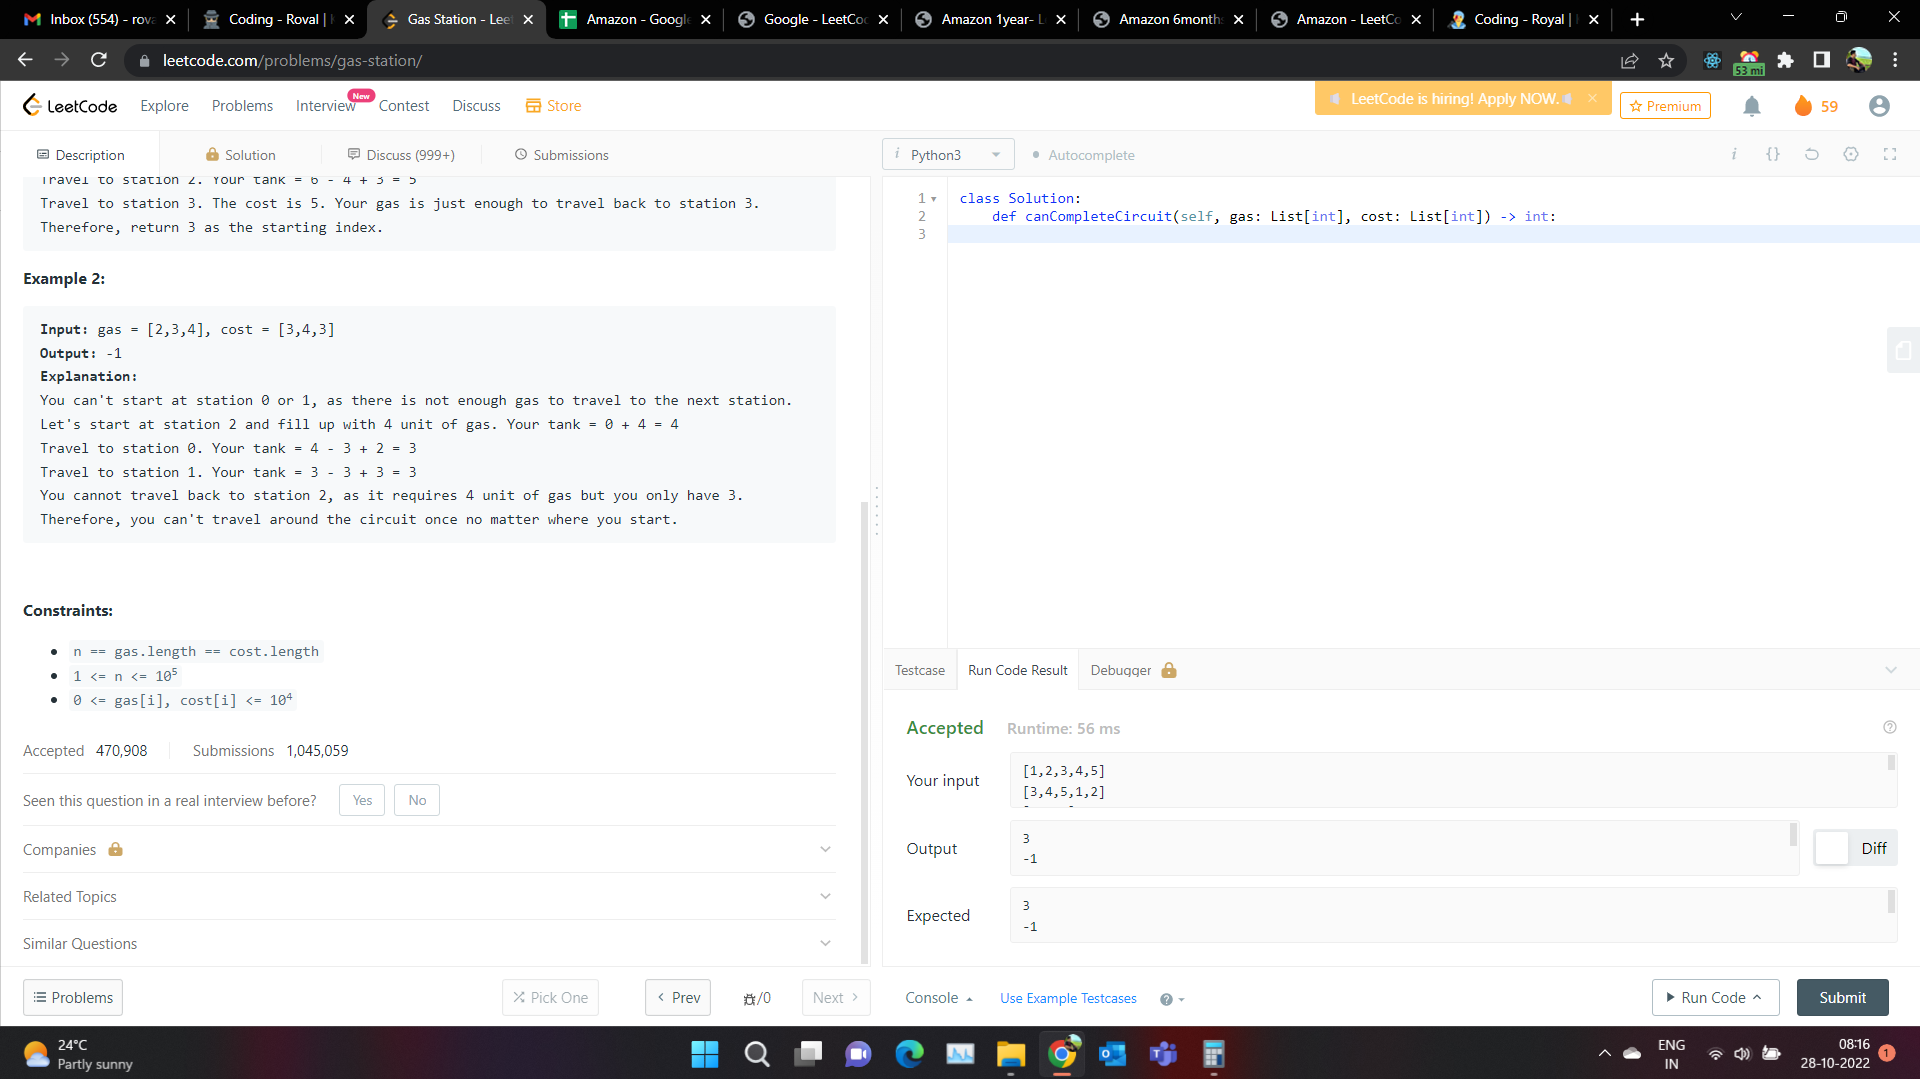 Inbox (554) - rova
Coding - Roval |
Gas Station - Leet
Amazon - Google
Google - LeetCo
Amazon 1year- L
Amazon 6months
Amazon - LeetCo
Coding - Royal |
leetcode.com/problems/gas-station/
53 mi
LeetCode
Explore
Problems
Interview
New
Contest
Discuss
Store
LeetCode is hiring! Apply NOW.
Premium
59
Description
Solution
Discuss (999+)
Submissions
i Python3
Autocomplete
i
{}
Travel to station 2. Your tank = 6 - 4 + 3 = 5
Travel to station 3. The cost is 5. Your gas is just enough to travel back to station 3.
Therefore, return 3 as the starting index.
Example 2:
Input: gas = [2,3,4], cost = [3,4,3]
Output: -1
Explanation:
You can't start at station 0 or 1, as there is not enough gas to travel to the next station.
Let's start at station 2 and fill up with 4 unit of gas. Your tank = 0 + 4 = 4
Travel to station 0. Your tank = 4 - 3 + 2 = 3
Travel to station 1. Your tank = 3 - 3 + 3 = 3
You cannot travel back to station 2, as it requires 4 unit of gas but you only have 3.
Therefore, you can't travel around the circuit once no matter where you start.
Constraints:
n == gas.length == cost.length
1 <= n <= 10⁵
0 <= gas[i], cost[i] <= 10⁴
Accepted 470,908 Submissions 1,045,059
Seen this question in a real interview before? Yes No
Companies
Related Topics
Similar Questions
Problems
Pick One
Prev
/0
Next
1 class Solution:
2 def canCompleteCircuit(self, gas: List[int], cost: List[int]) -> int:
3
Testcase
Run Code Result
Debugger
Accepted Runtime: 56 ms
Your input
[1,2,3,4,5]
[3,4,5,1,2]
Output
3
-1
Diff
Expected
3
-1
Console
Use Example Testcases
Run Code
Submit
24°C
Partly sunny
ENG
IN
08:16
28-10-2022
1